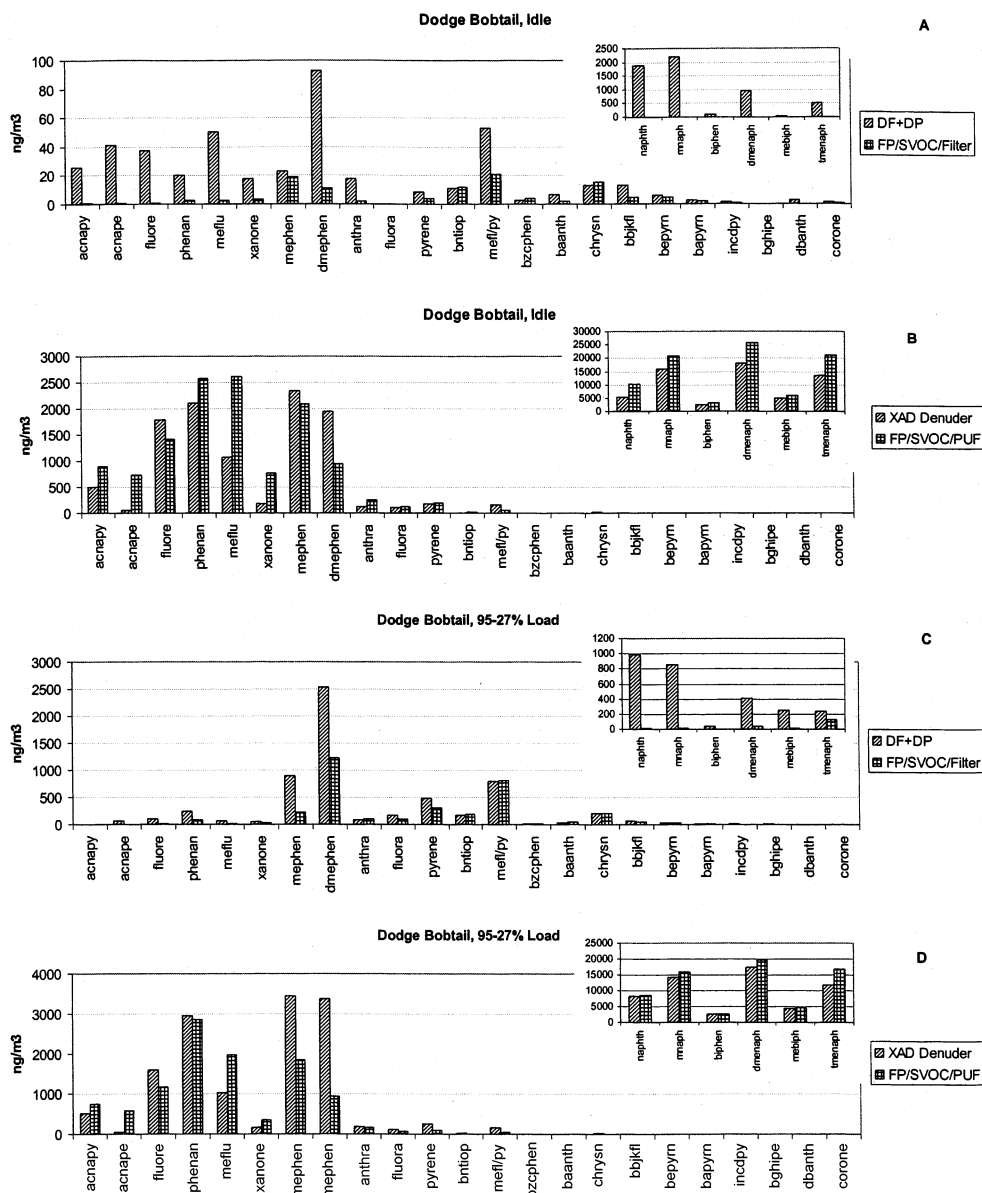 Dodge Bobtail, Idle
A
ng/m3
100
80
60
40
20
0
acnapy acnape fluore phenan meflu xanone mephen dmephen anthra fluora pyrene bntiop mefl/py bzcphen baanth chrysn bbjkfl bepyrn bapyrn incdpy bghipe dbanth corone
2500
2000
1500
1000
500
0
naphth mnaph biphen dmenaph mebiph tmenaph
DF+DP
FP/SVOC/Filter
Dodge Bobtail, Idle
B
ng/m3
3000
2500
2000
1500
1000
500
0
acnapy acnape fluore phenan meflu xanone mephen dmephen anthra fluora pyrene bntiop mefl/py bzcphen baanth chrysn bbjkfl bepyrn bapyrn incdpy bghipe dbanth corone
30000
25000
20000
15000
10000
5000
0
naphth mnaph biphen dmenaph mebiph tmenaph
XAD Denuder
FP/SVOC/PUF
Dodge Bobtail, 95-27% Load
C
ng/m3
3000
2500
2000
1500
1000
500
0
acnapy acnape fluore phenan meflu xanone mephen dmephen anthra fluora pyrene bntiop mefl/py bzcphen baanth chrysn bbjkfl bepyrn bapyrn incdpy bghipe dbanth corone
1200
1000
800
600
400
200
0
naphth mnaph biphen dmenaph mebiph tmenaph
DF+DP
FP/SVOC/Filter
Dodge Bobtail, 95-27% Load
D
ng/m3
4000
3000
2000
1000
0
acnapy acnape fluore phenan meflu xanone mephen mephen anthra fluora pyrene bntiop mefl/py bzcphen baanth chrysn bbjkfl bepyrn bapyrn incdpy bghipe dbanth corone
25000
20000
15000
10000
5000
0
naphth mnaph biphen dmenaph mebiph tmenaph
XAD Denuder
FP/SVOC/PUF